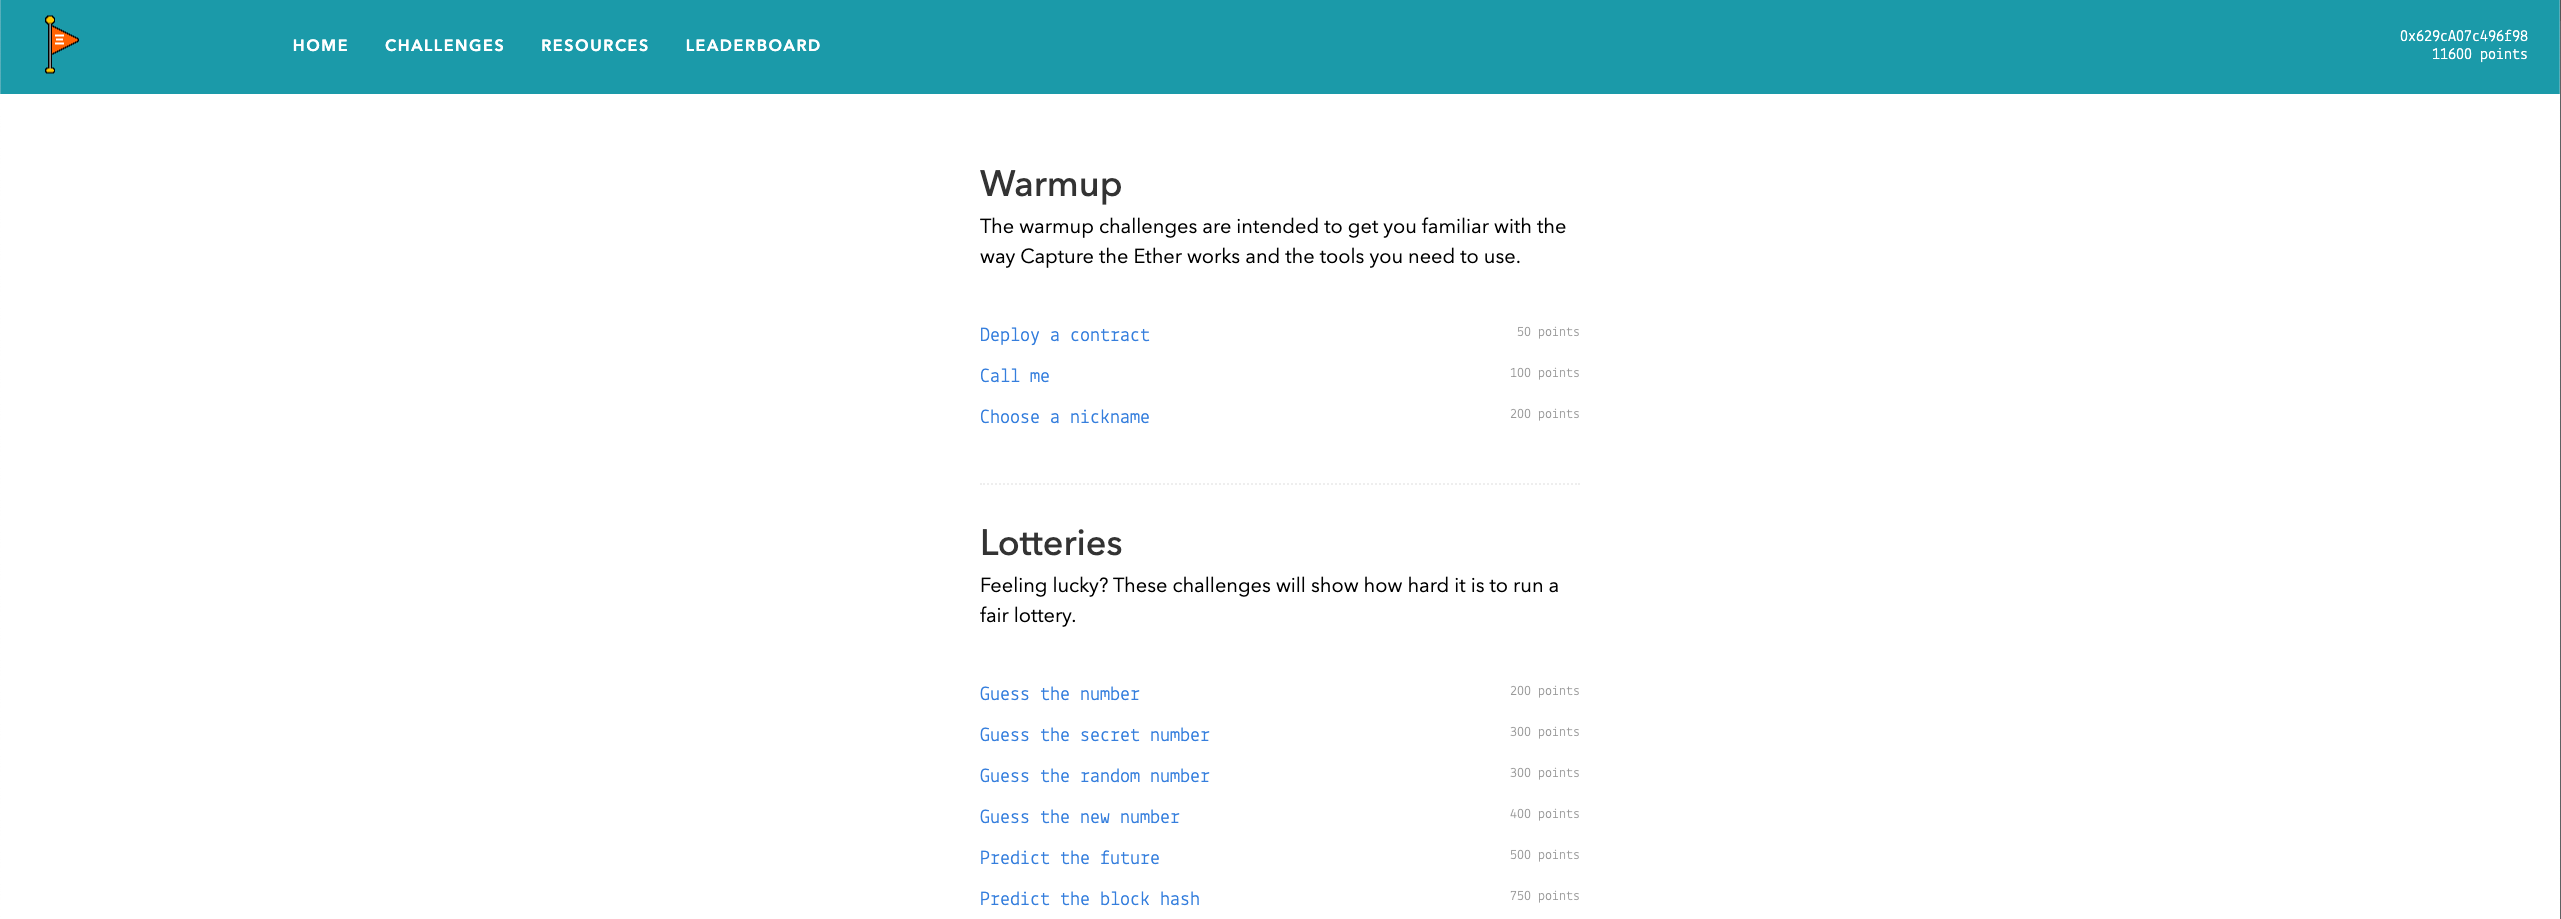 HOME CHALLENGES RESOURCES LEADERBOARD
0x629cA07c496f98
11600 points
Warmup
The warmup challenges are intended to get you familiar with the
way Capture the Ether works and the tools you need to use.
Deploy a contract 50 points
Call me 100 points
Choose a nickname 200 points
Lotteries
Feeling lucky? These challenges will show how hard it is to run a
fair lottery.
Guess the number 200 points
Guess the secret number 300 points
Guess the random number 300 points
Guess the new number 400 points
Predict the future 500 points
Predict the block hash 750 points